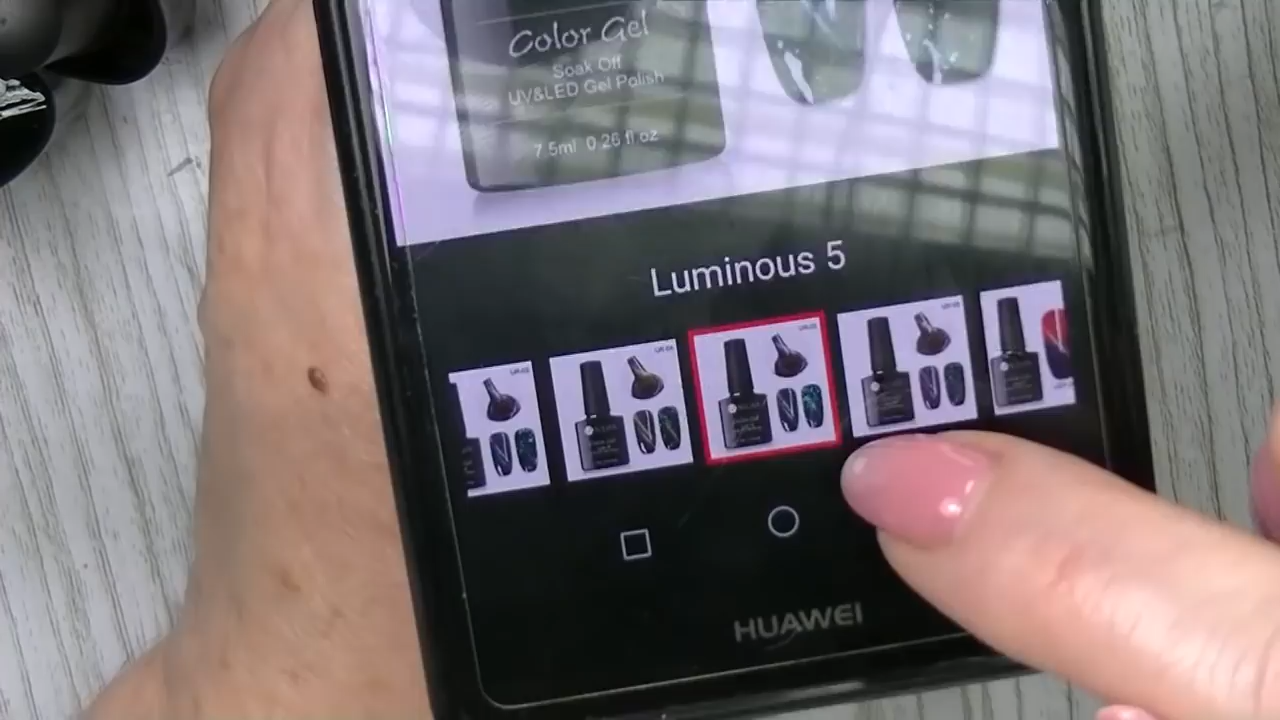 Color Gel
Soak Off
UV&LED Gel Polish
7.5ml 0.26 fl oz
Luminous 5
HUAWEI